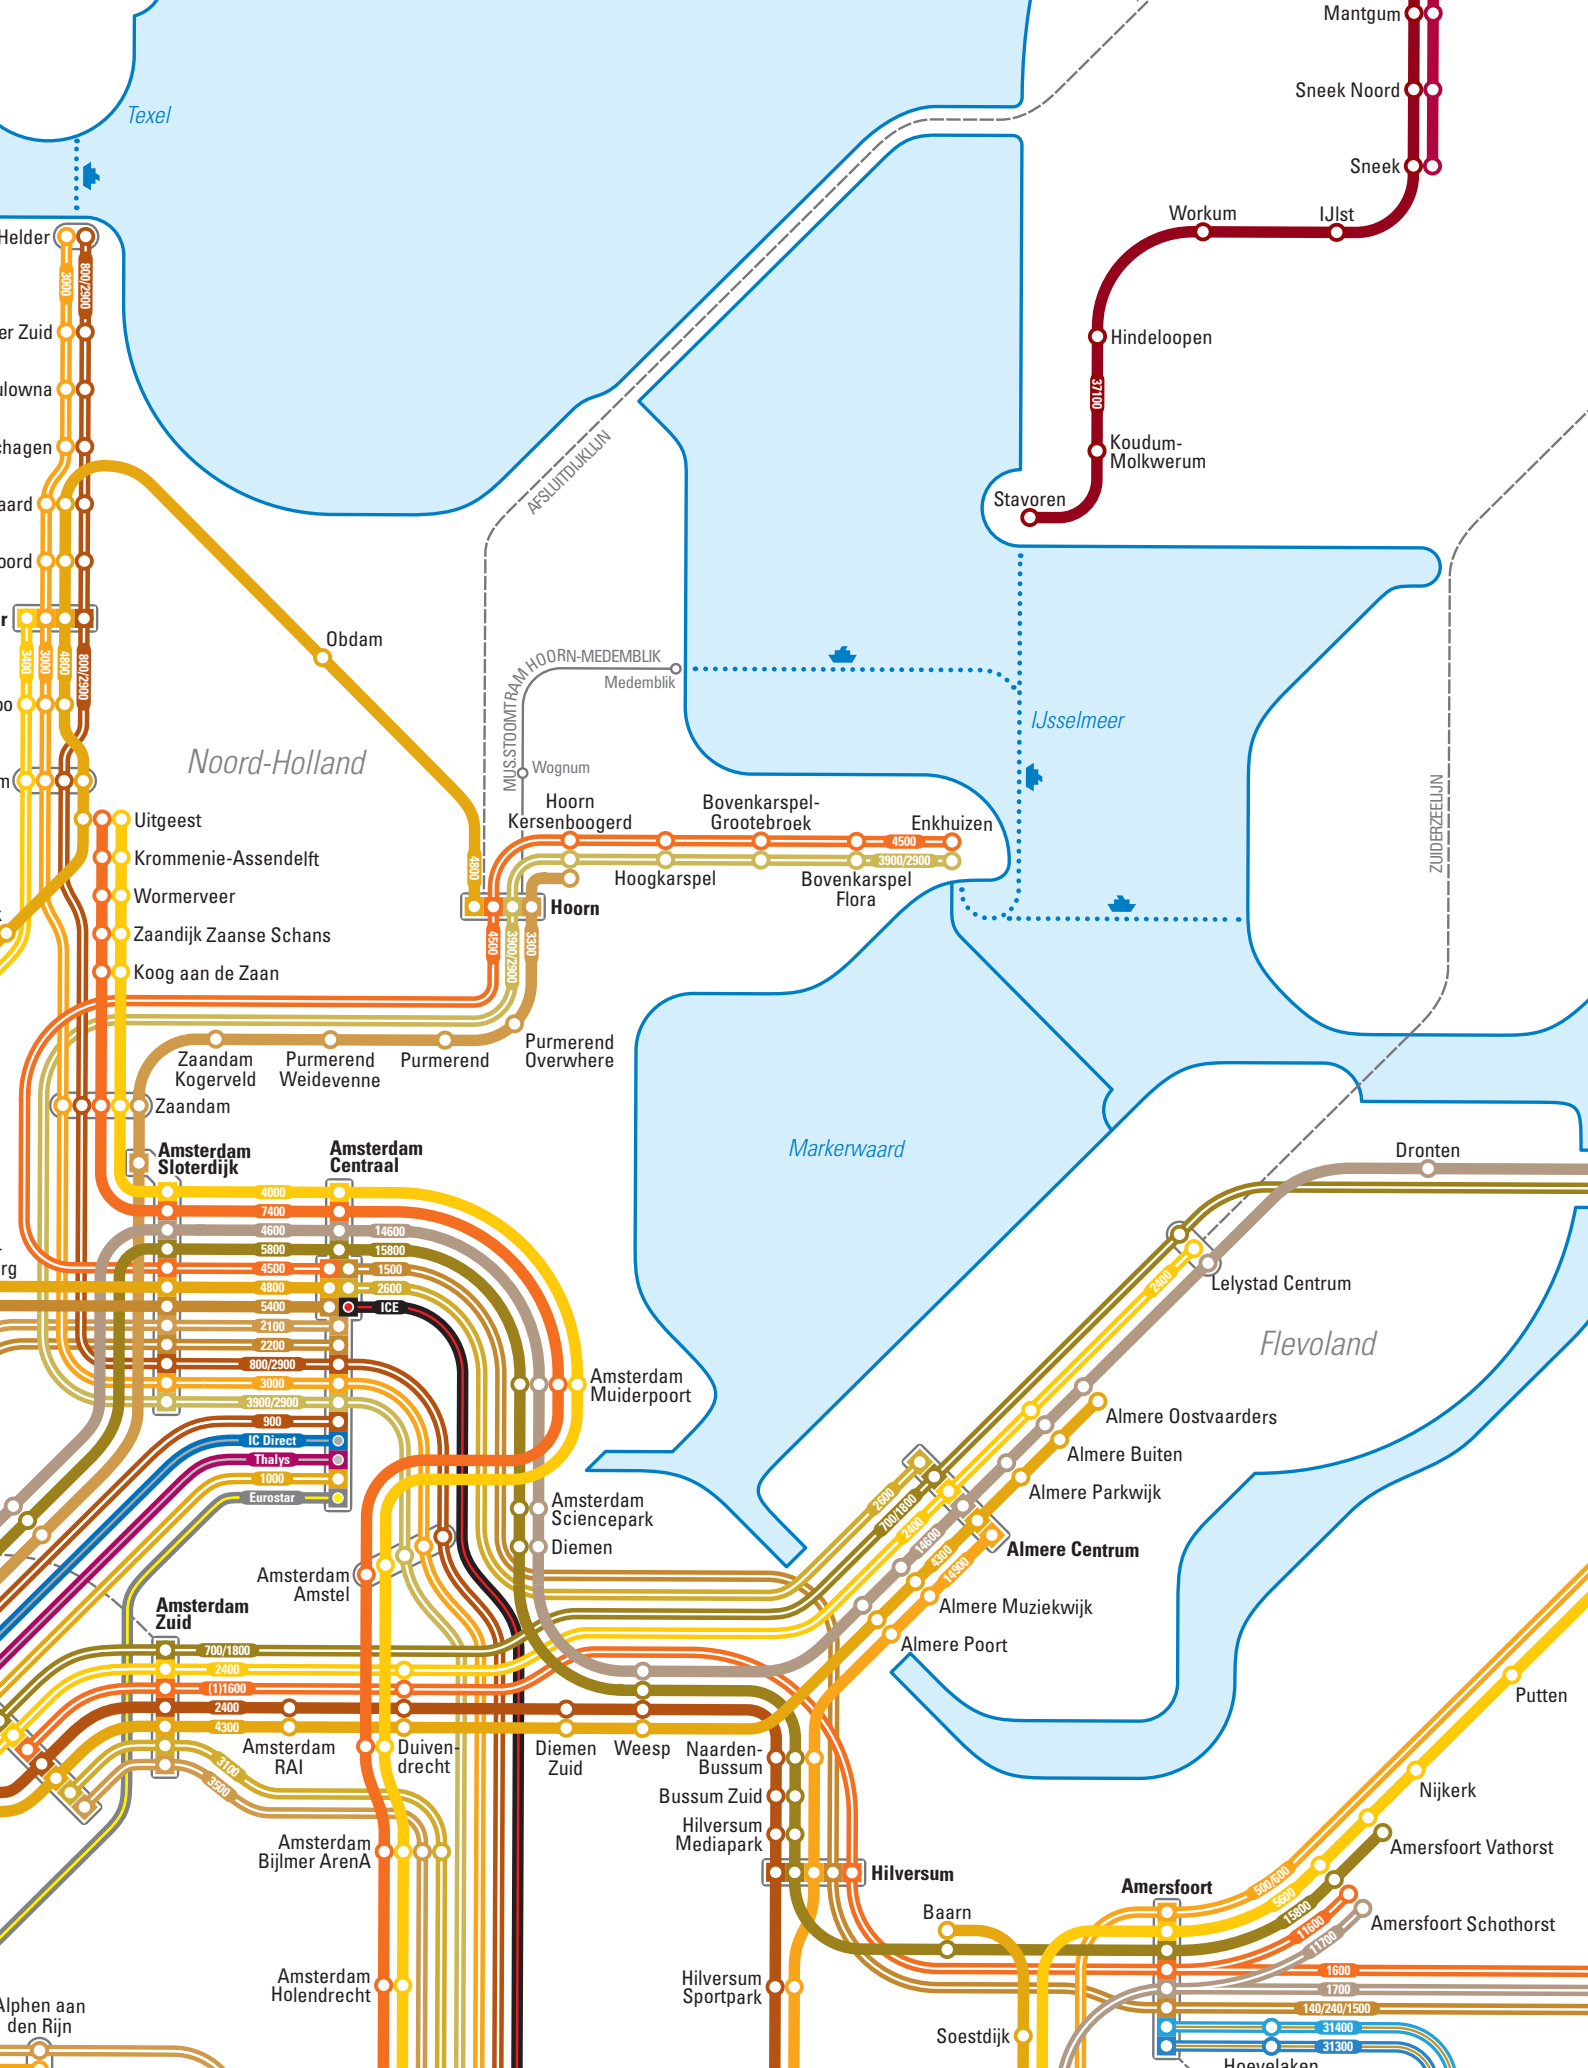 Mantgum
Texel
Sneek Noord
Sneek
Workum
IJlst
Helder
3000
800/2900
er Zuid
Hindeloopen
ulowna
37100
chagen
AFSLUITDIJKLIJN
Koudum-
Molkwerum
aard
Stavoren
oord
r
Obdam
3400
3000
4800
800/2900
MUS.STOOMTRAM HOORN-MEDEMBLIK
Medemblik
bo
IJsselmeer
Noord-Holland
Wognum
m
ZUIDERZEELIJN
Uitgeest
Hoorn
Kersenboogerd
Bovenkarspel-
Grootebroek
Enkhuizen
4500
3900/2900
Krommenie-Assendelft
4800
Hoogkarspel
Bovenkarspel
Flora
Wormerveer
Hoorn
Zaandijk Zaanse Schans
4500
3900/2900
3300
Koog aan de Zaan
Zaandam
Kogerveld
Purmerend
Weidevenne
Purmerend
Purmerend
Overwhere
Zaandam
Amsterdam
Sloterdijk
Amsterdam
Centraal
Markerwaard
Dronten
4000
7400
4600
14600
5800
15800
rg
4500
1500
4800
2600
5400
ICE
2100
2200
800/2900
3000
3900/2900
900
IC Direct
Thalys
1000
Eurostar
Lelystad Centrum
2400
Flevoland
Amsterdam
Muiderpoort
Almere Oostvaarders
Almere Buiten
Almere Parkwijk
Amsterdam
Sciencepark
Diemen
2600
700/1800
2400
14600
4300
14900
Almere Centrum
Amsterdam
Amstel
Amsterdam
Zuid
Almere Muziekwijk
Almere Poort
700/1800
2400
(1)1600
2400
4300
Amsterdam
RAI
Duiven-
drecht
Diemen
Zuid
Weesp
Naarden-
Bussum
Putten
3100
3500
Bussum Zuid
Nijkerk
Hilversum
Mediapark
Amsterdam
Bijlmer ArenA
Amersfoort Vathorst
Hilversum
Amersfoort
500/600
5600
15800
11600
11700
Baarn
Amersfoort Schothorst
Amsterdam
Holendrecht
Hilversum
Sportpark
1600
1700
140/240/1500
Alphen aan
den Rijn
Soestdijk
31400
31300
Hoevelaken